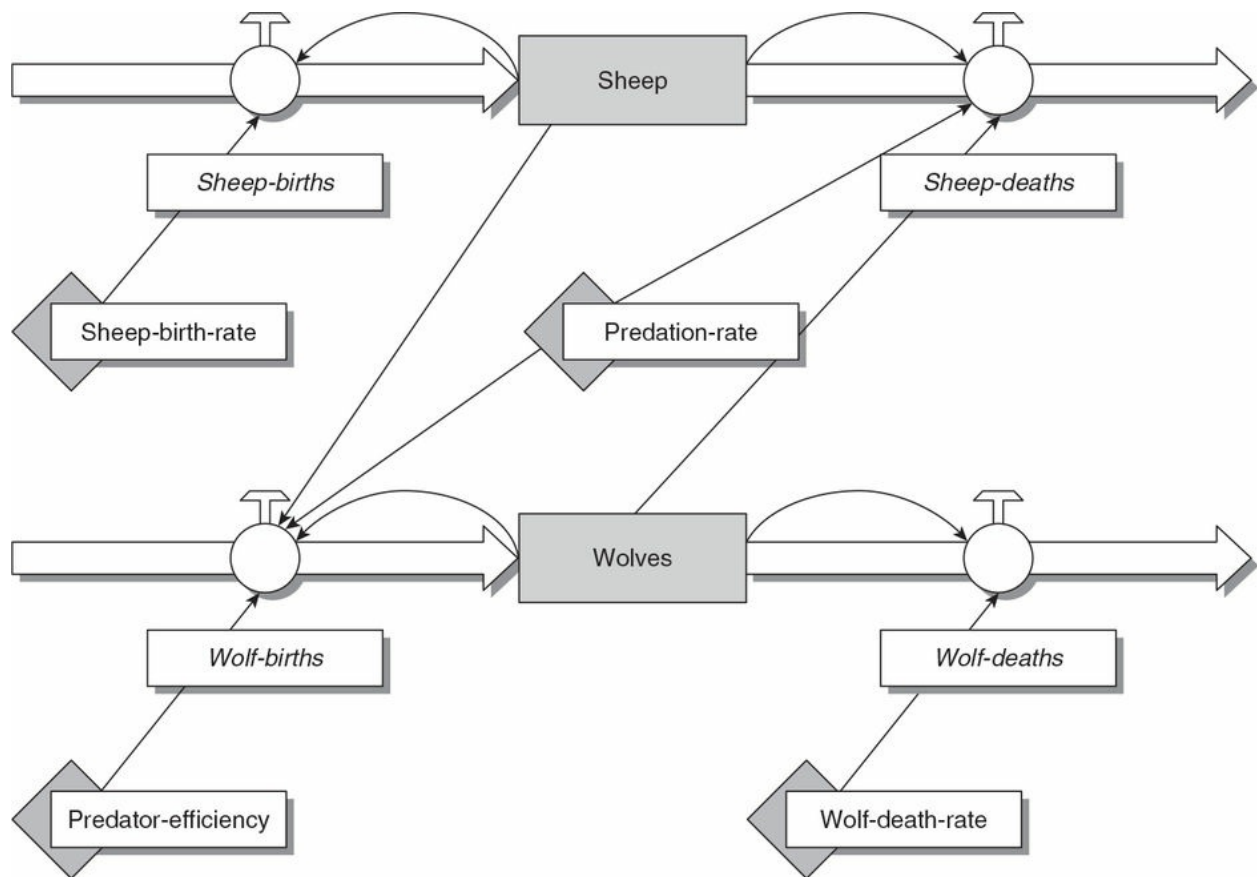 Sheep
Sheep-births
Sheep-deaths
Sheep-birth-rate
Predation-rate
Wolves
Wolf-births
Wolf-deaths
Predator-efficiency
Wolf-death-rate